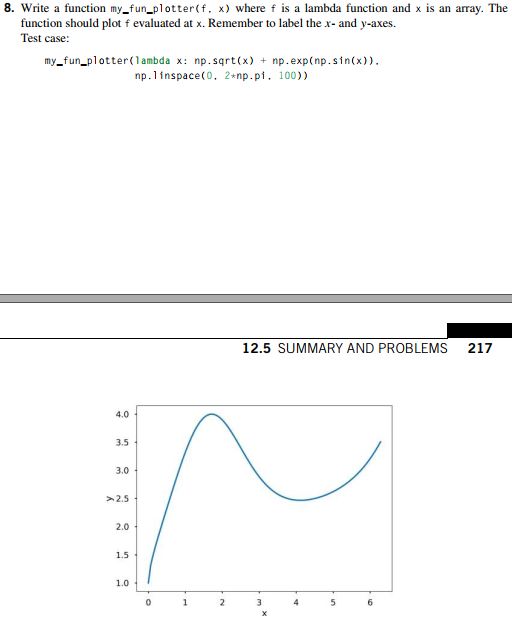 8. Write a function my_fun_plotter(f, x) where f is a lambda function and x is an array. The
function should plot f evaluated at x. Remember to label the x- and y-axes.
Test case:
my_fun_plotter(lambda x: np.sqrt(x) + np.exp(np.sin(x)),
np.linspace(0, 2*np.pi, 100))
12.5 SUMMARY AND PROBLEMS 217
4.0
3.5
3.0
y 2.5
2.0
1.5
1.0
0 1 2 3 4 5 6
x